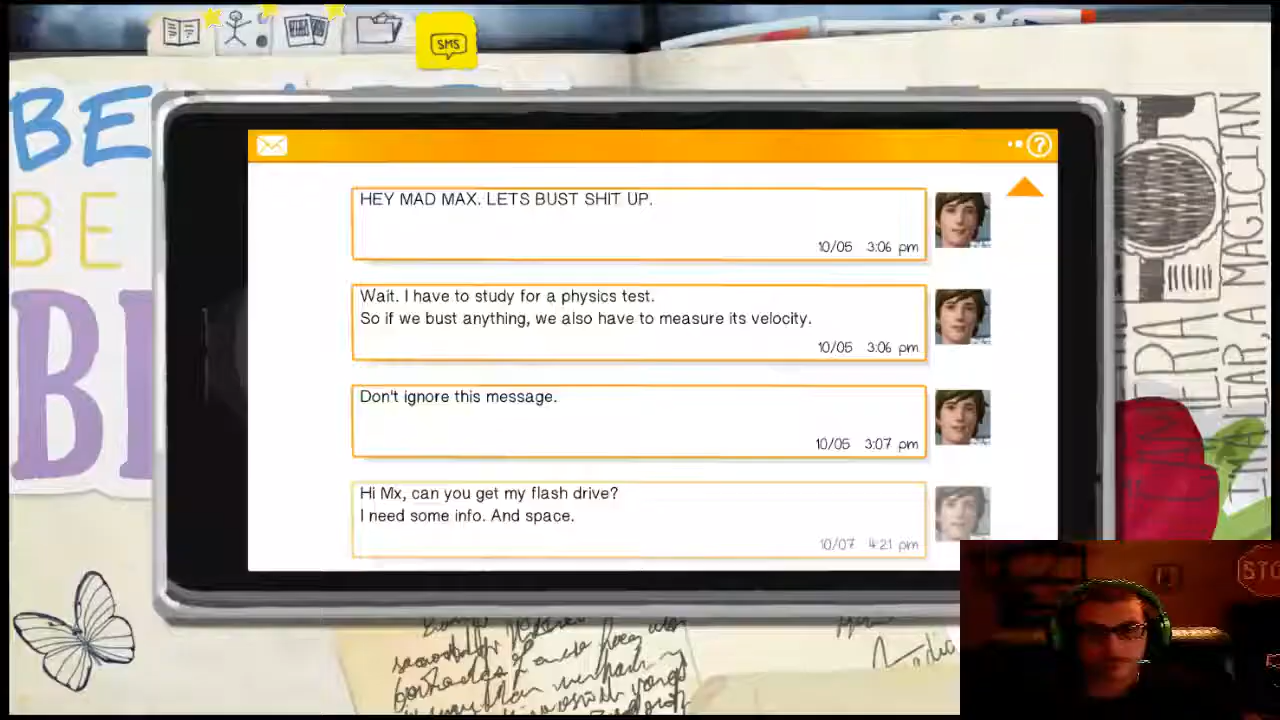 SMS
HEY MAD MAX. LETS BUST SHIT UP.
10/05 3:06 pm
Wait. I have to study for a physics test.
So if we bust anything, we also have to measure its velocity.
10/05 3:06 pm
Don't ignore this message.
10/05 3:07 pm
Hi Mx, can you get my flash drive?
I need some info. And space.
10/07 4:21 pm
BE
BE
?